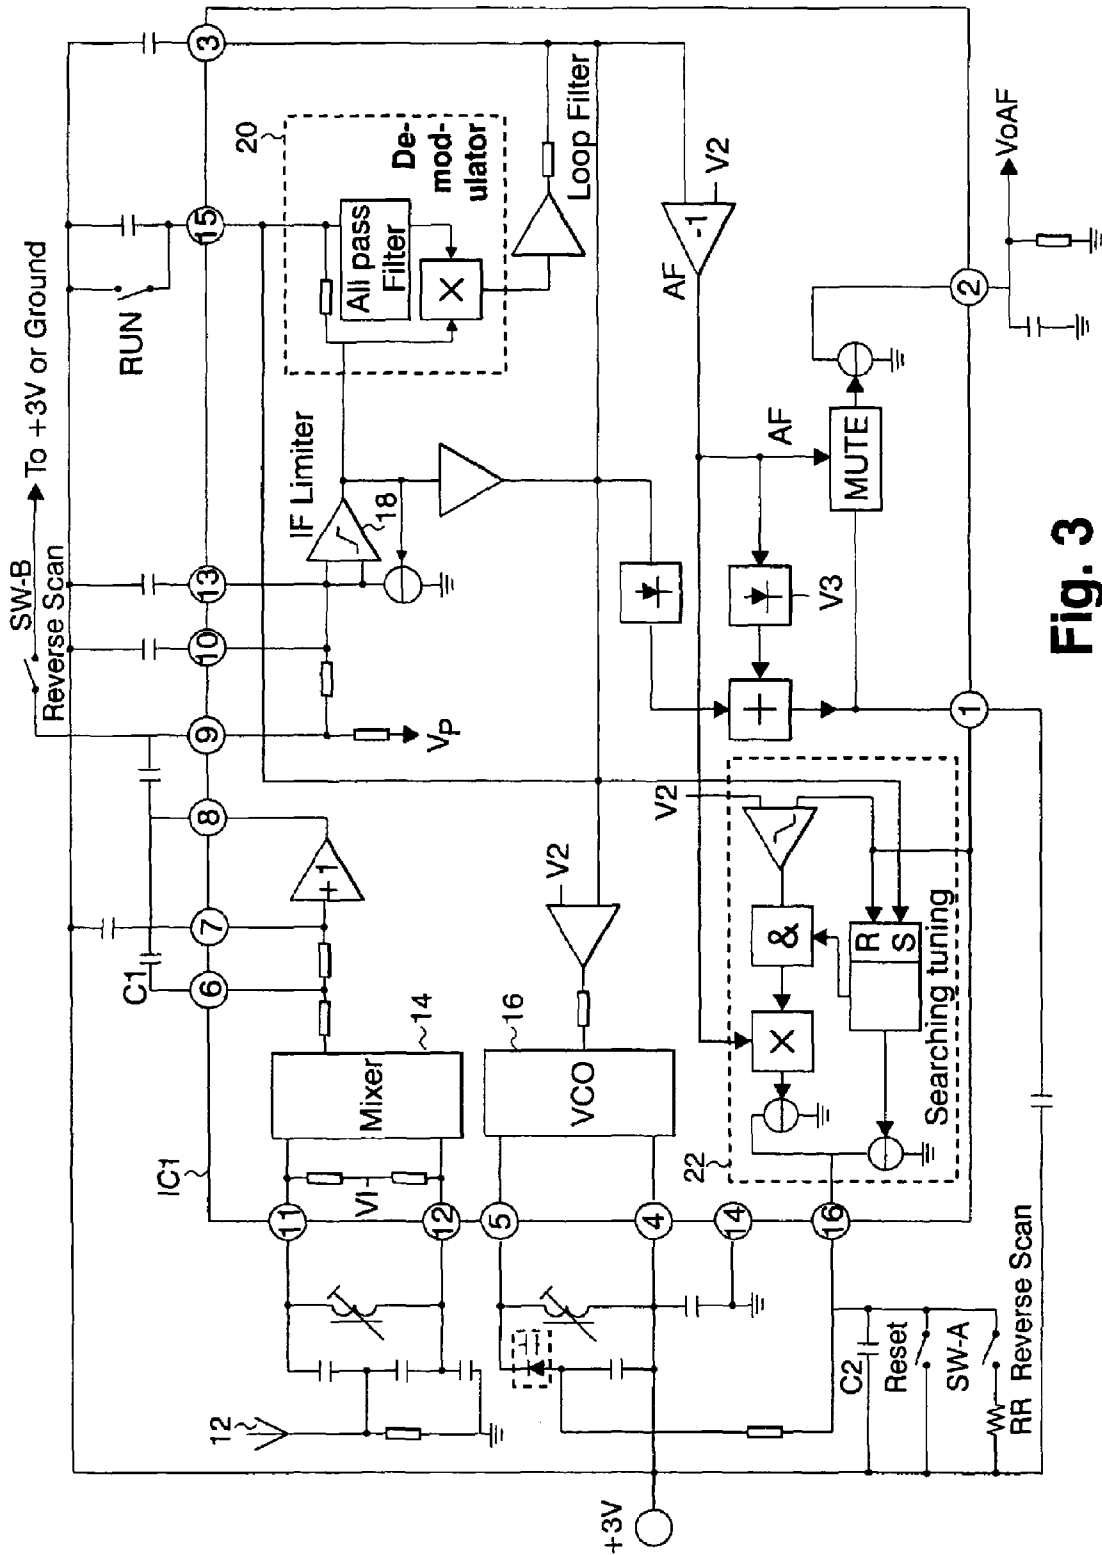 12
+3V
IC1
11
12
VI
Mixer
14
5
4
VCO
16
V2
14
16
C2
Reset
SW-A
RR Reverse Scan
22
Searching tuning
X
&
R
S
V2
C1
6
7
8
+1
9
VP
10
13
SW-B
Reverse Scan
To +3V or Ground
RUN
15
3
IF Limiter
18
20
All pass
Filter
X
De-
mod-
ulator
Loop Filter
-1
V2
AF
AF
MUTE
V3
+
1
2
VoAF
Fig. 3